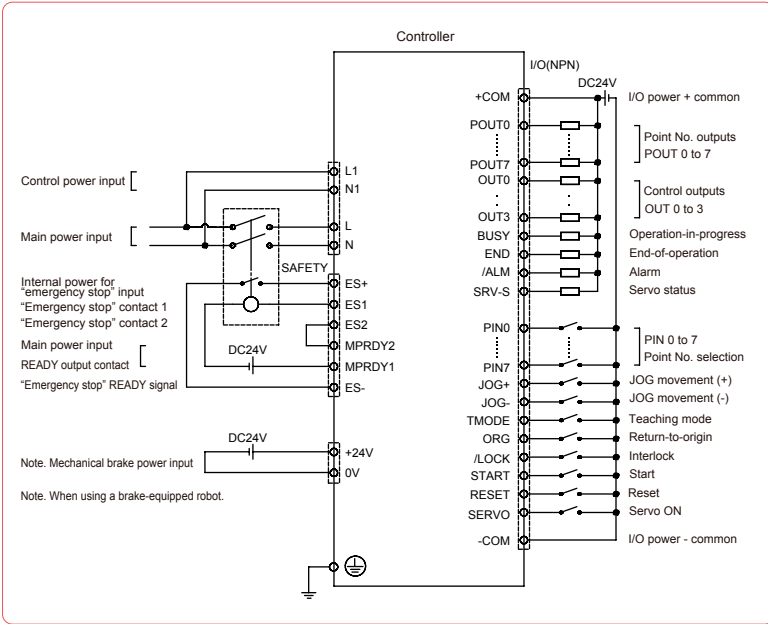 Controller
I/O(NPN)
DC24V
+COM
I/O power + common
POUT0
Point No. outputs
POUT 0 to 7
POUT7
OUT0
Control outputs
OUT 0 to 3
OUT3
BUSY
Operation-in-progress
END
End-of-operation
/ALM
Alarm
SRV-S
Servo status
PIN0
PIN 0 to 7
Point No. selection
PIN7
JOG+
JOG movement (+)
JOG-
JOG movement (-)
TMODE
Teaching mode
ORG
Return-to-origin
/LOCK
Interlock
START
Start
RESET
Reset
SERVO
Servo ON
-COM
I/O power - common
Control power input
L1
N1
Main power input
L
N
SAFETY
Internal power for
"emergency stop" input
ES+
"Emergency stop" contact 1
ES1
"Emergency stop" contact 2
ES2
Main power input
MPRDY2
READY output contact
DC24V
MPRDY1
"Emergency stop" READY signal
ES-
DC24V
+24V
Note. Mechanical brake power input
0V
Note. When using a brake-equipped robot.